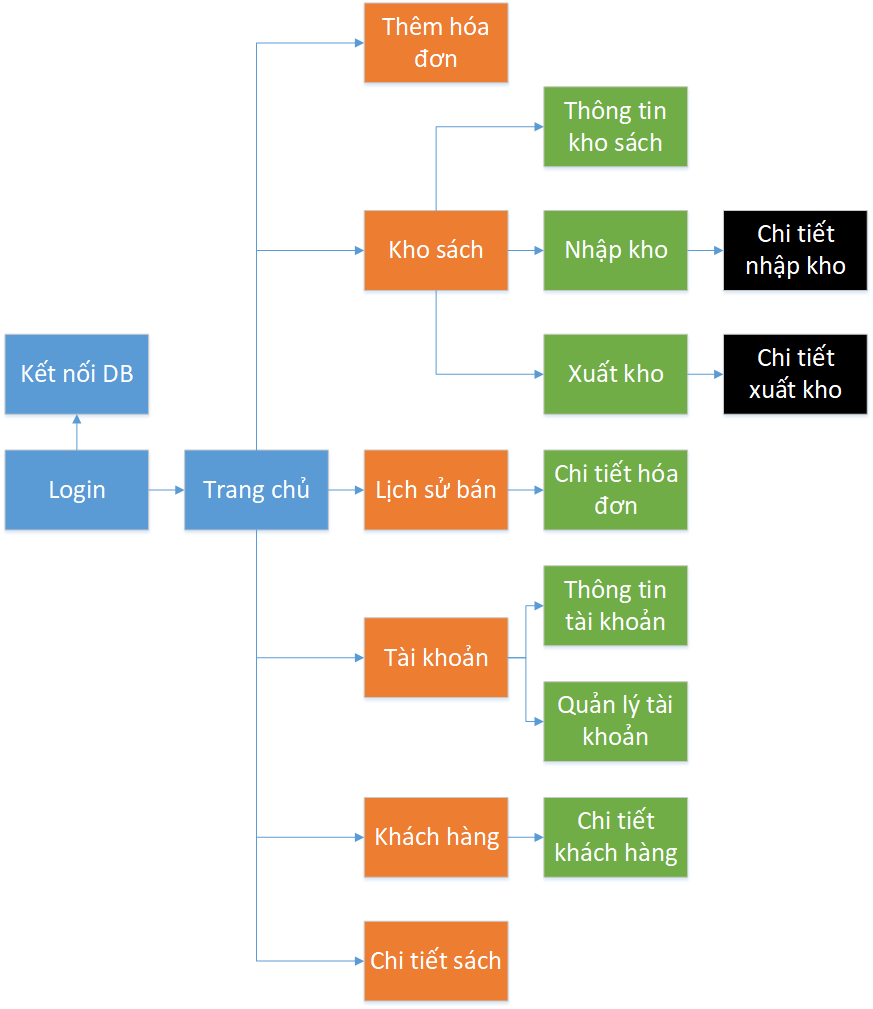 Thêm hóa
đơn
Thông tin
kho sách
Kho sách
Nhập kho
Chi tiết
nhập kho
Kết nối DB
Xuất kho
Chi tiết
xuất kho
Login
Trang chủ
Lịch sử bán
Chi tiết hóa
đơn
Thông tin
tài khoản
Tài khoản
Quản lý tài
khoản
Khách hàng
Chi tiết
khách hàng
Chi tiết sách